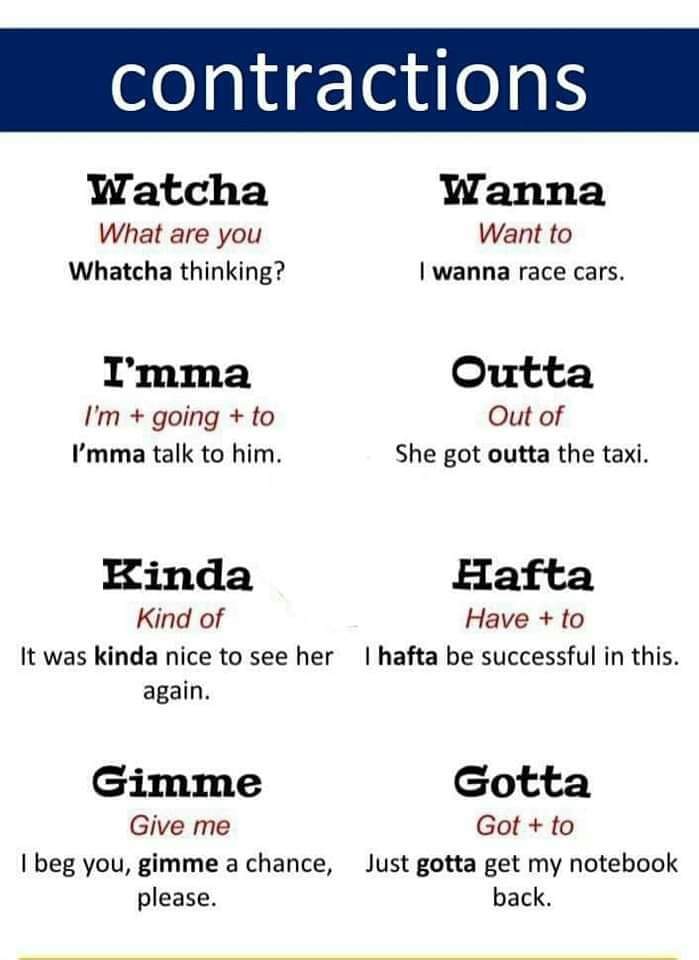 contractions
Watcha
What are you
Whatcha thinking?
Wanna
Want to
I wanna race cars.
I'mma
I'm + going + to
I'mma talk to him.
Outta
Out of
She got outta the taxi.
Kinda
Kind of
It was kinda nice to see her
again.
Hafta
Have + to
I hafta be successful in this.
Gimme
Give me
I beg you, gimme a chance,
please.
Gotta
Got + to
Just gotta get my notebook
back.